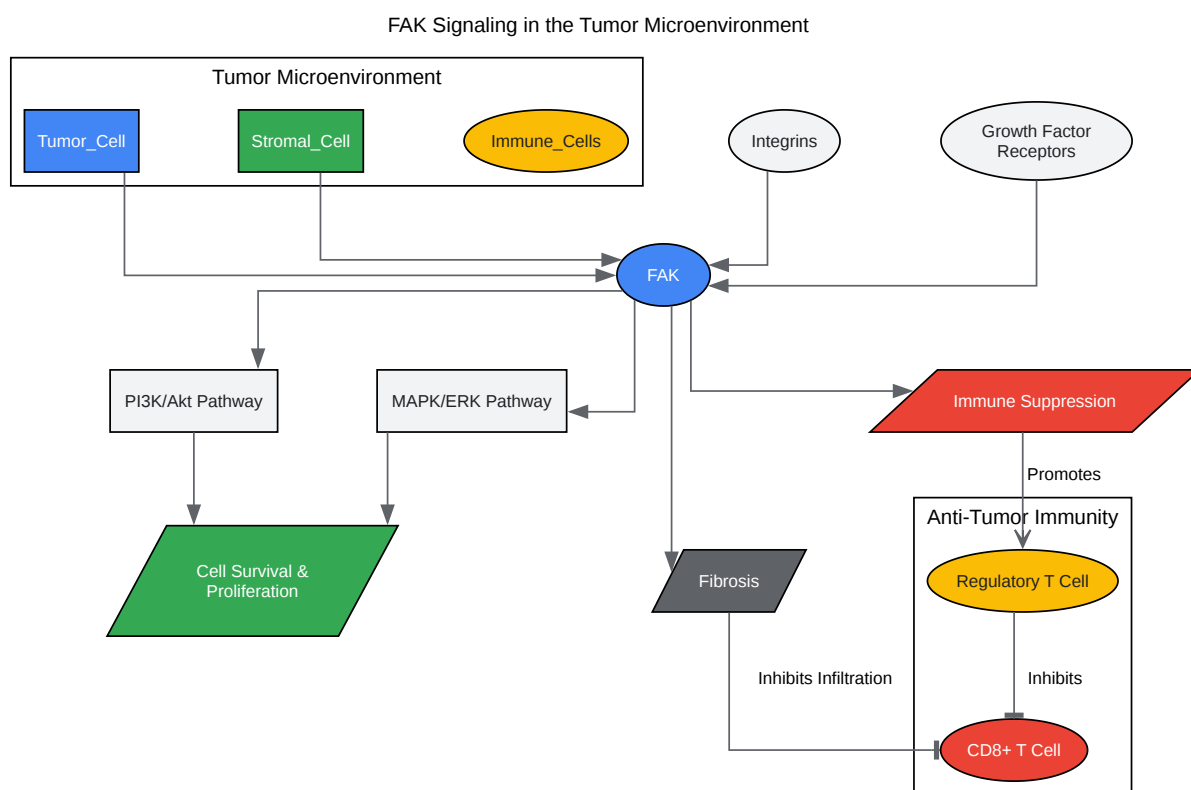 FAK Signaling in the Tumor Microenvironment
Tumor Microenvironment
Tumor_Cell
Stromal_Cell
Immune_Cells
Integrins
Growth Factor
Receptors
FAK
PI3K/Akt Pathway
MAPK/ERK Pathway
Immune Suppression
Promotes
Anti-Tumor Immunity
Cell Survival &
Proliferation
Fibrosis
Regulatory T Cell
Inhibits Infiltration
Inhibits
CD8+ T Cell